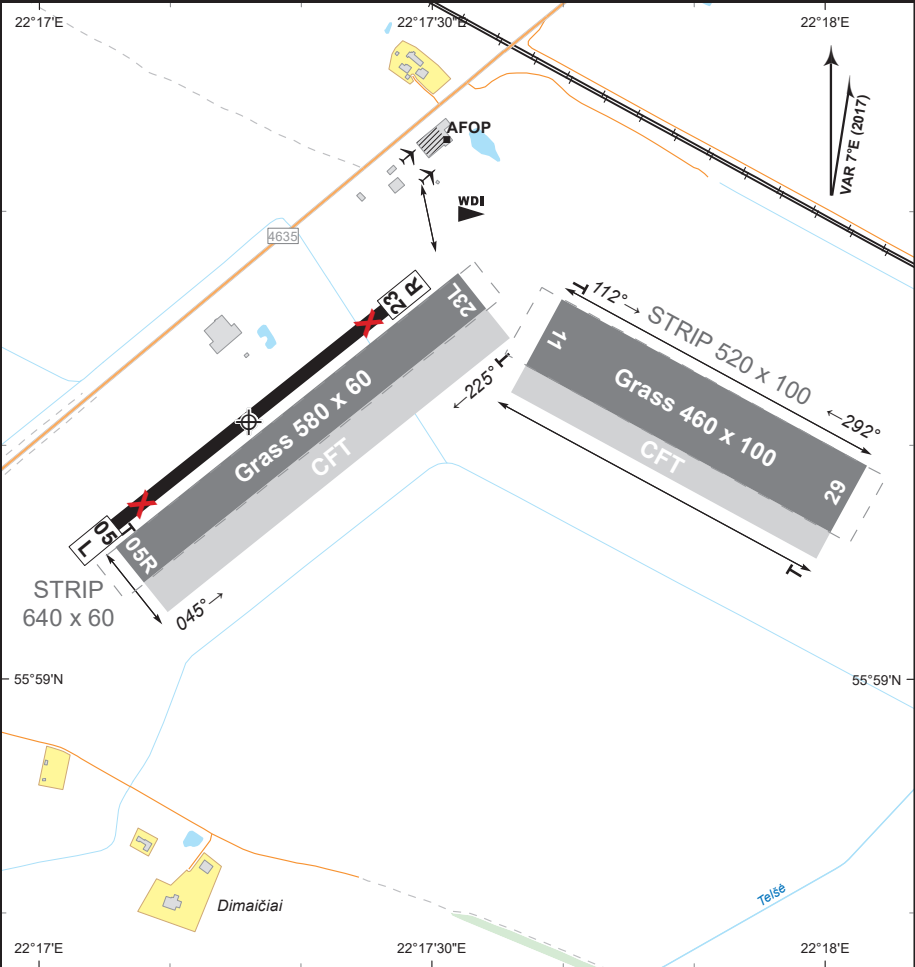 22°17'E
22°17'30"E
22°18'E
VAR 7°E (2017)
AFOP
WDI
4635
23
R
23L
T
112°→
STRIP 520 x 100
11
Grass 460 x 100
←292°
CFT
29
T
←225°
T
Grass 580 x 60
CFT
05
L
T
05R
STRIP
640 x 60
045°→
55°59'N
55°59'N
Dimaičiai
Telšė
22°17'E
22°17'30"E
22°18'E